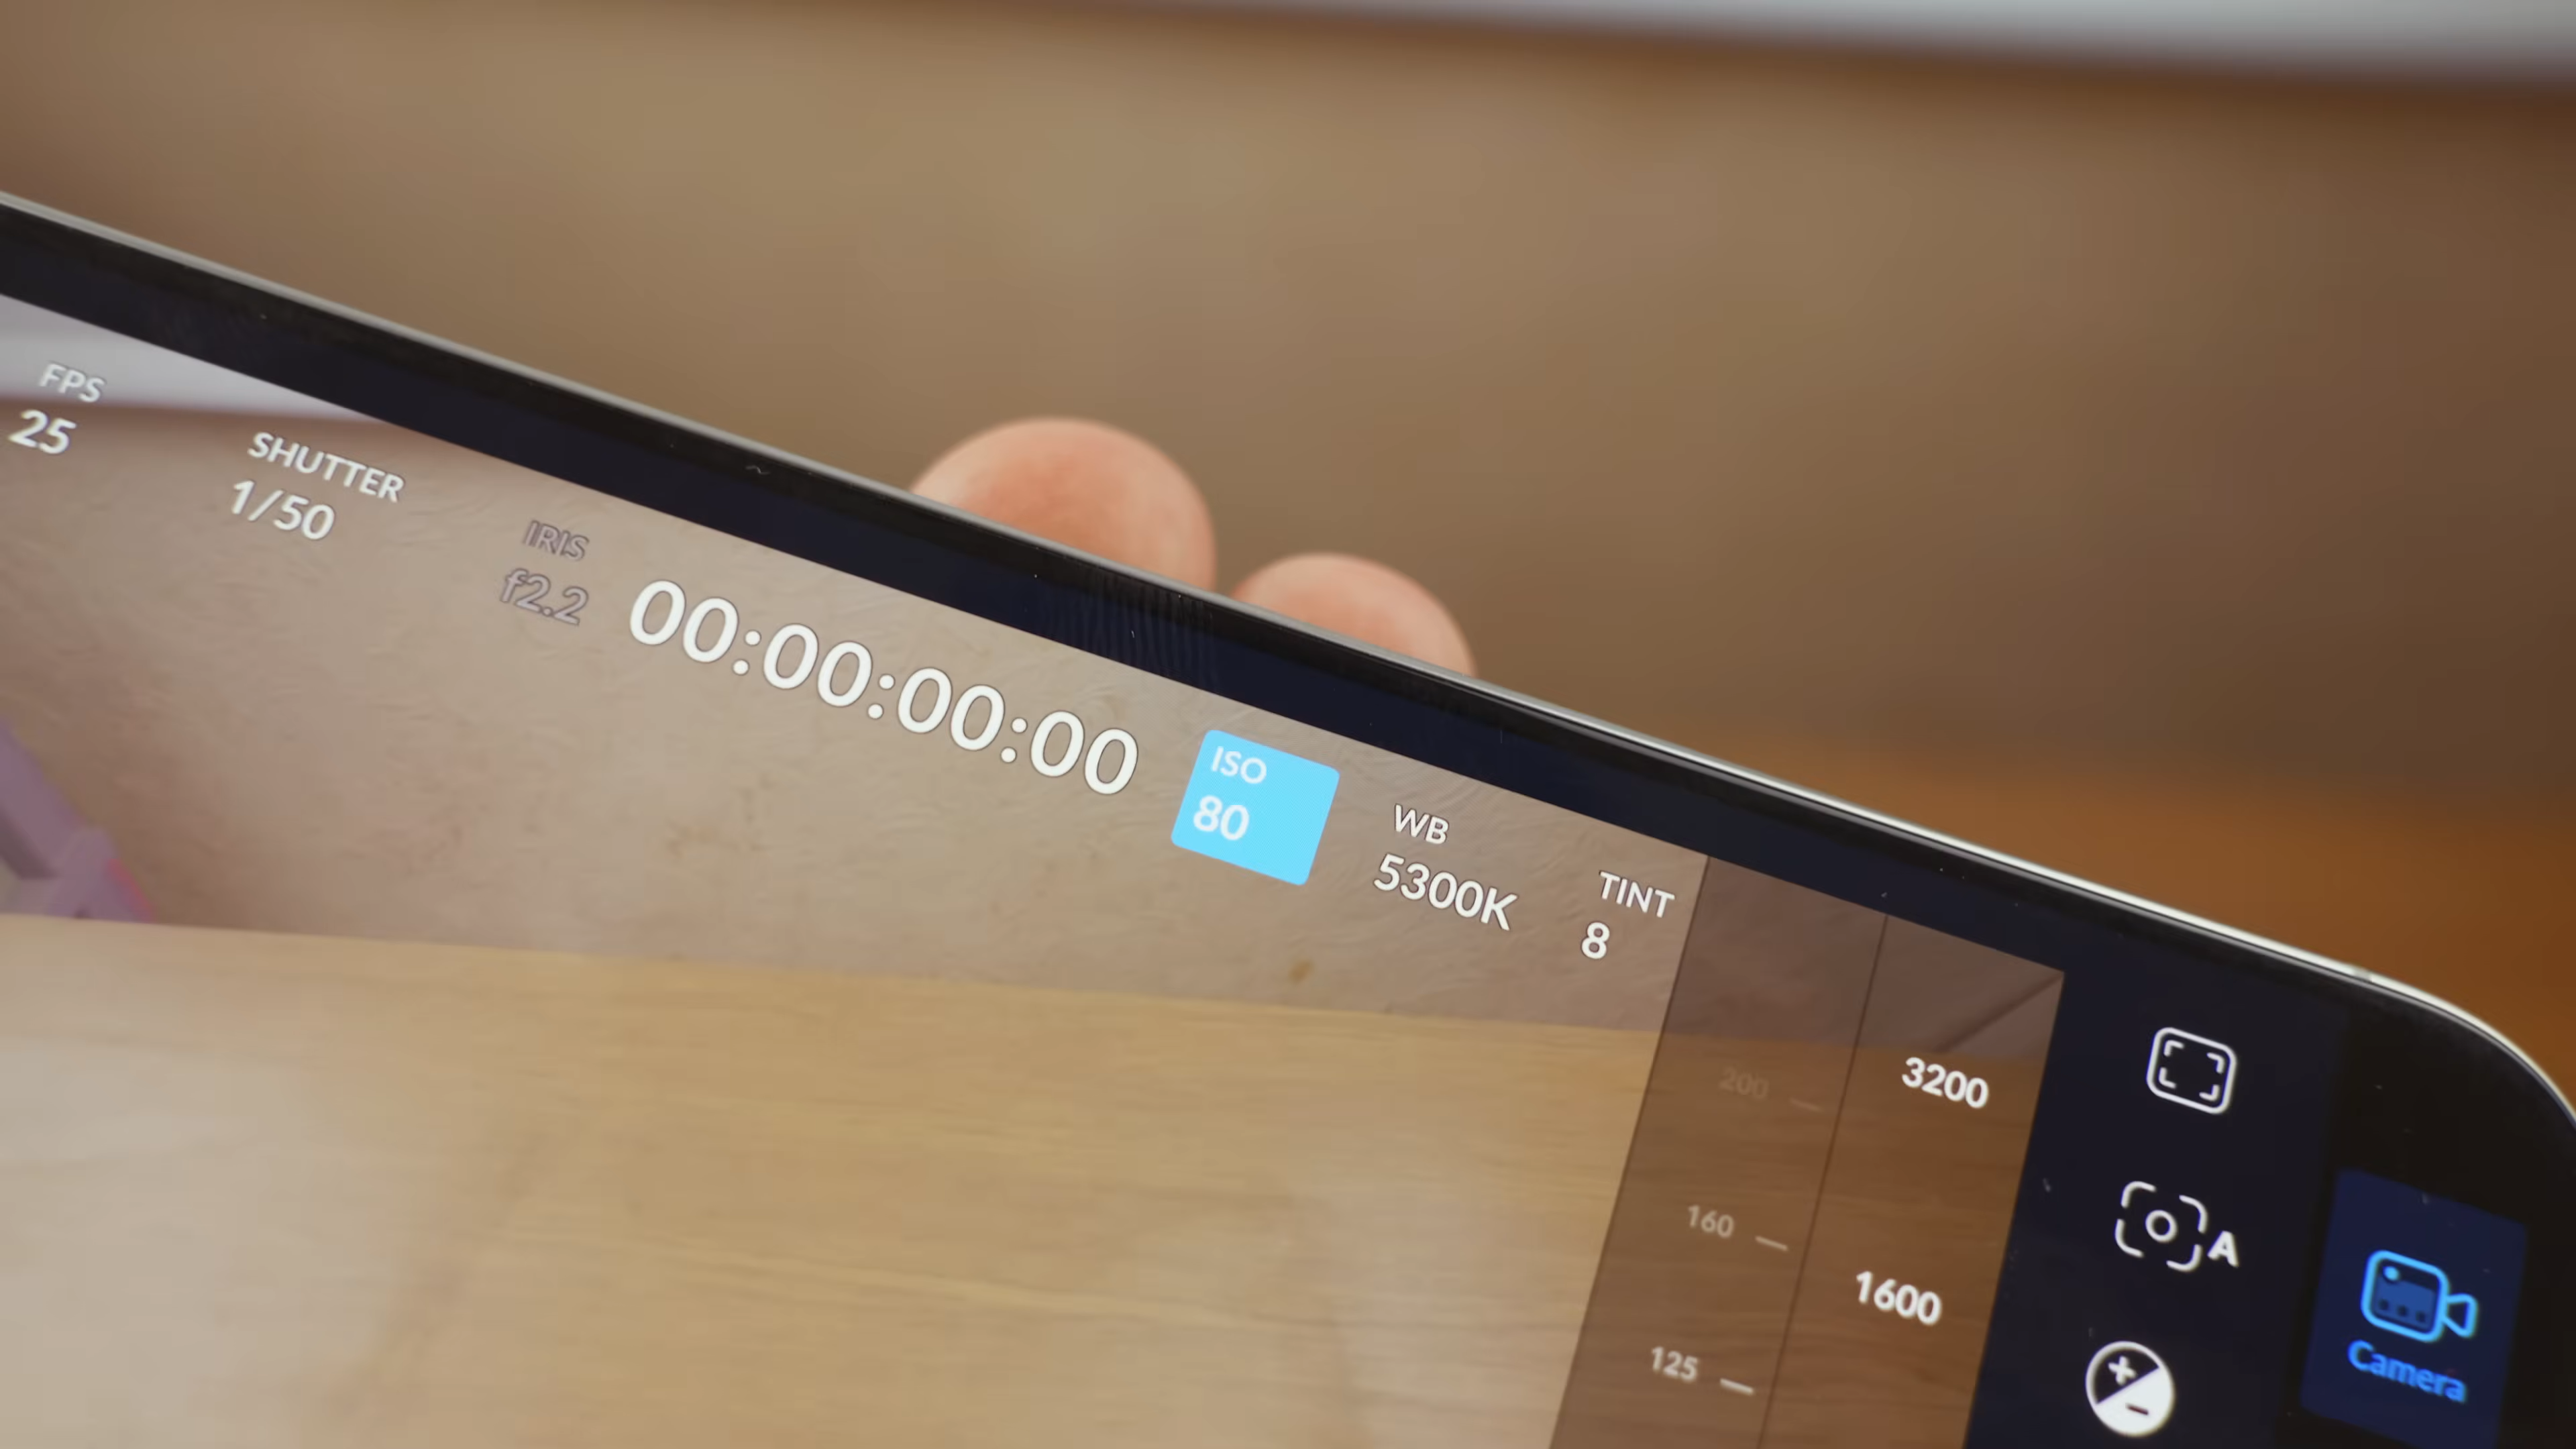 FPS
25
SHUTTER
1/50
IRIS
f2.2
00:00:00:00
ISO
80
WB
5300K
TINT
8
200
160
125
3200
1600
A
Camera